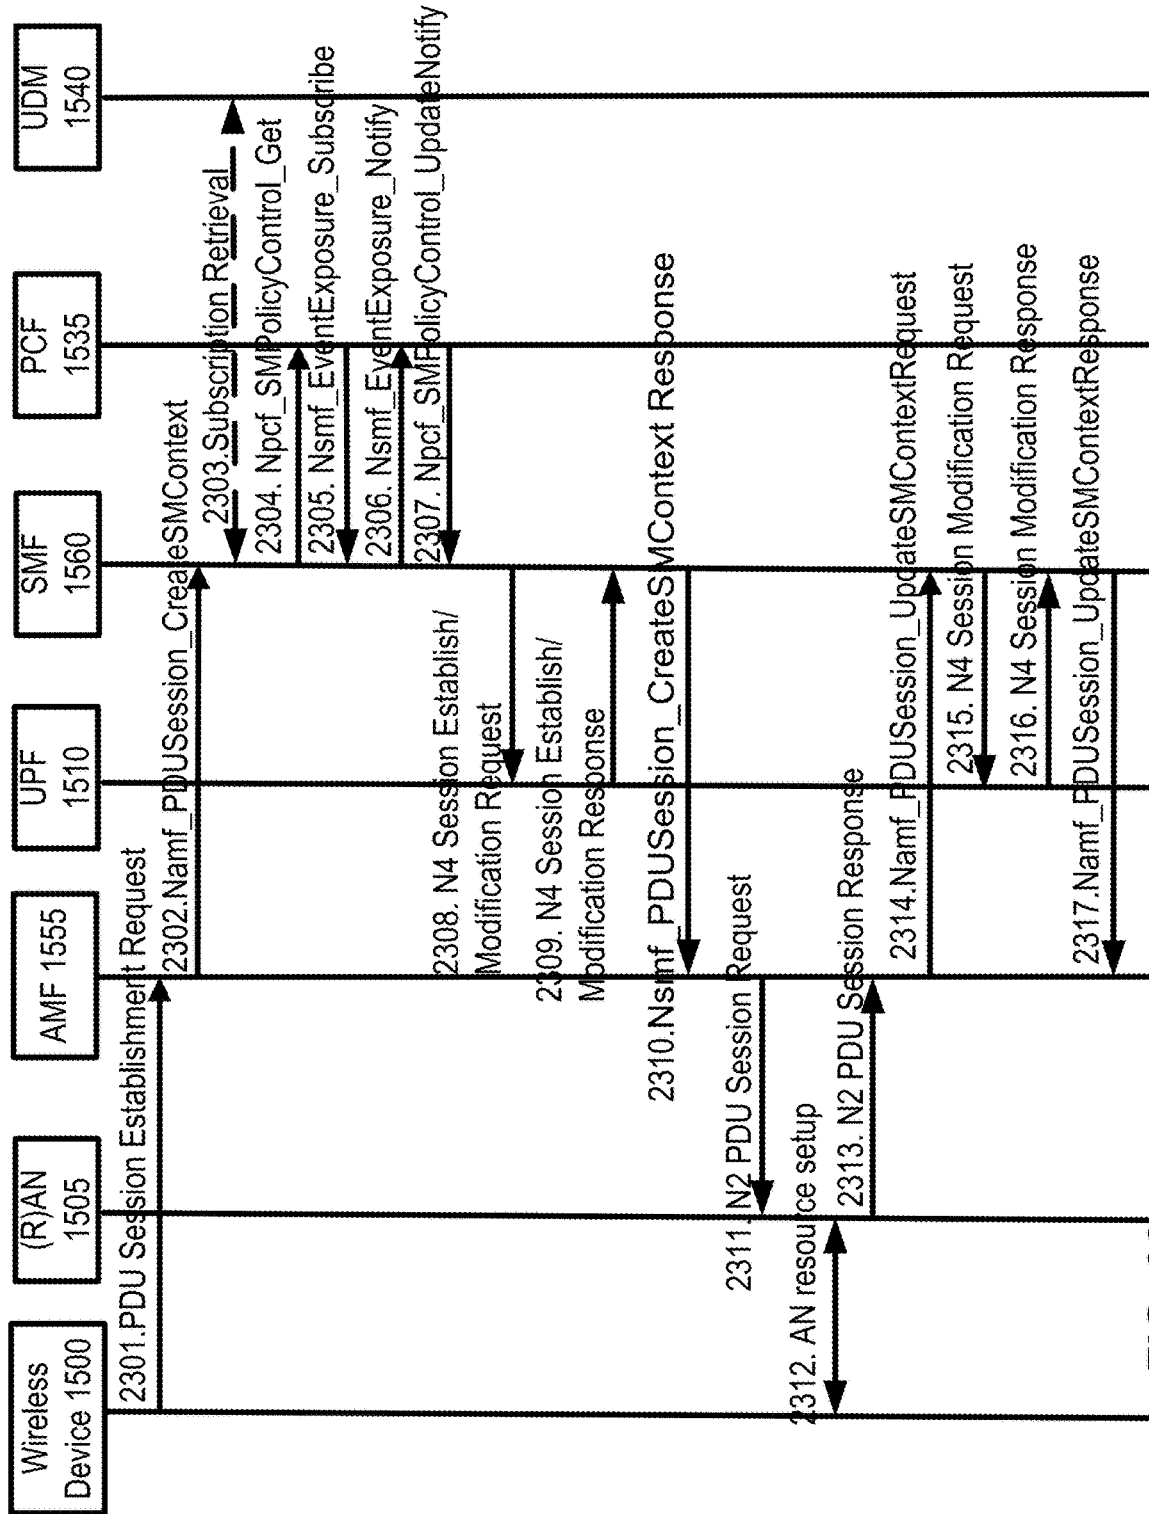 Wireless
Device 1500
(R)AN
1505
AMF 1555
UPF
1510
SMF
1560
PCF
1535
UDM
1540
2301.PDU Session Establishment Request
2302.Namf_PDUSession_CreateSMContext
2303.Subscription Retrieval
2304. Npcf_SMPolicyControl_Get
2305. Nsmf_EventExposure_Subscribe
2306. Nsmf_EventExposure_Notify
2307. Npcf_SMPolicyControl_UpdateNotify
2308. N4 Session Establish/
Modification Request
2309. N4 Session Establish/
Modification Response
2310.Nsmf_PDUSession_CreateSMContext Response
2311. N2 PDU Session Request
2312. AN resource setup
2313. N2 PDU Session Response
2314.Namf_PDUSession_UpdateSMContextRequest
2315. N4 Session Modification Request
2316. N4 Session Modification Response
2317.Namf_PDUSession_UpdateSMContextResponse